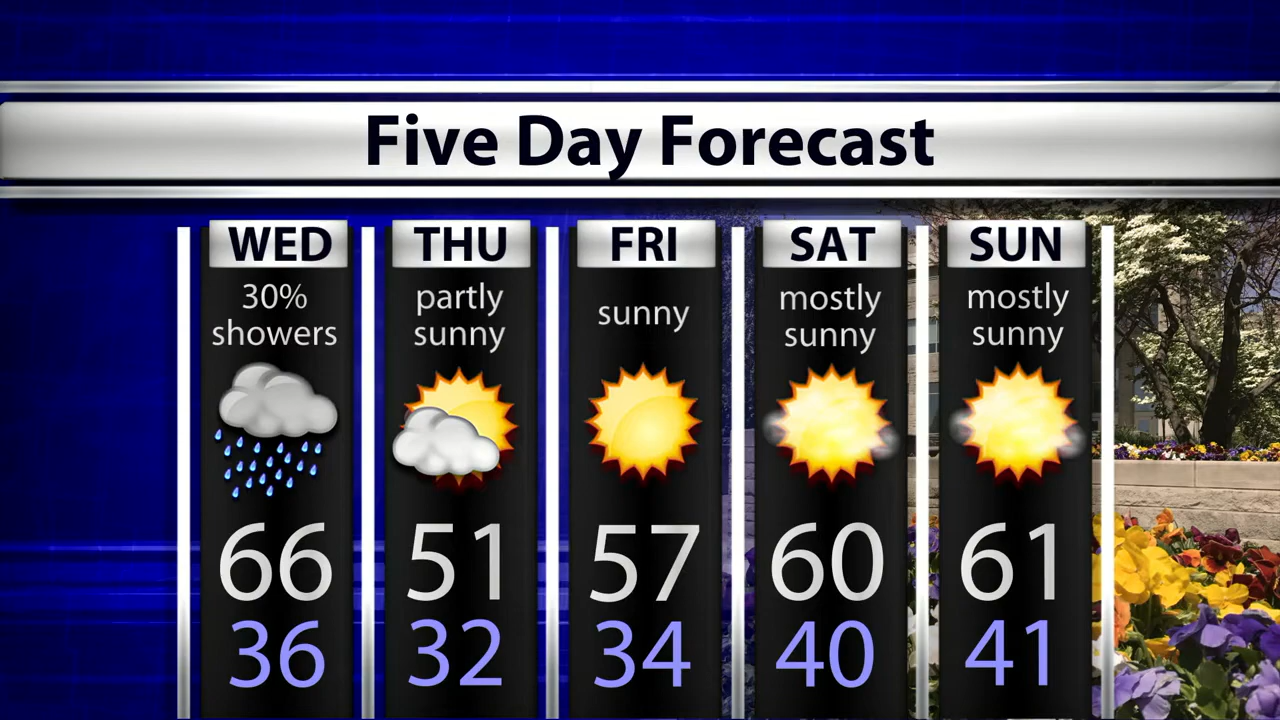 Five Day Forecast
WED
30%
showers
66
36
THU
partly
sunny
51
32
FRI
sunny
57
34
SAT
mostly
sunny
60
40
SUN
mostly
sunny
61
41